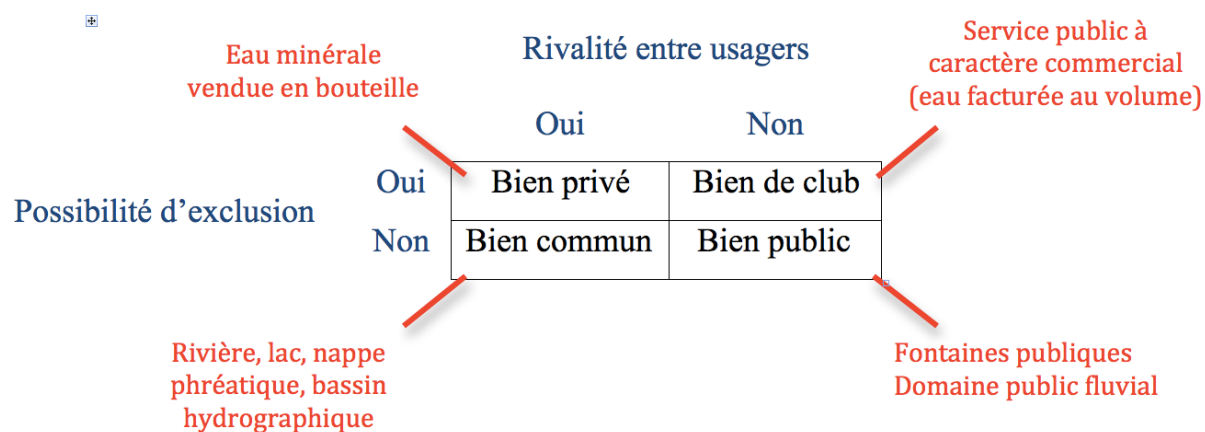 Eau minérale
vendue en bouteille
Rivalité entre usagers
Service public à
caractère commercial
(eau facturée au volume)
Oui Non
Possibilité d’exclusion
Oui Bien privé Bien de club
Non Bien commun Bien public
Rivière, lac, nappe
phréatique, bassin
hydrographique
Fontaines publiques
Domaine public fluvial